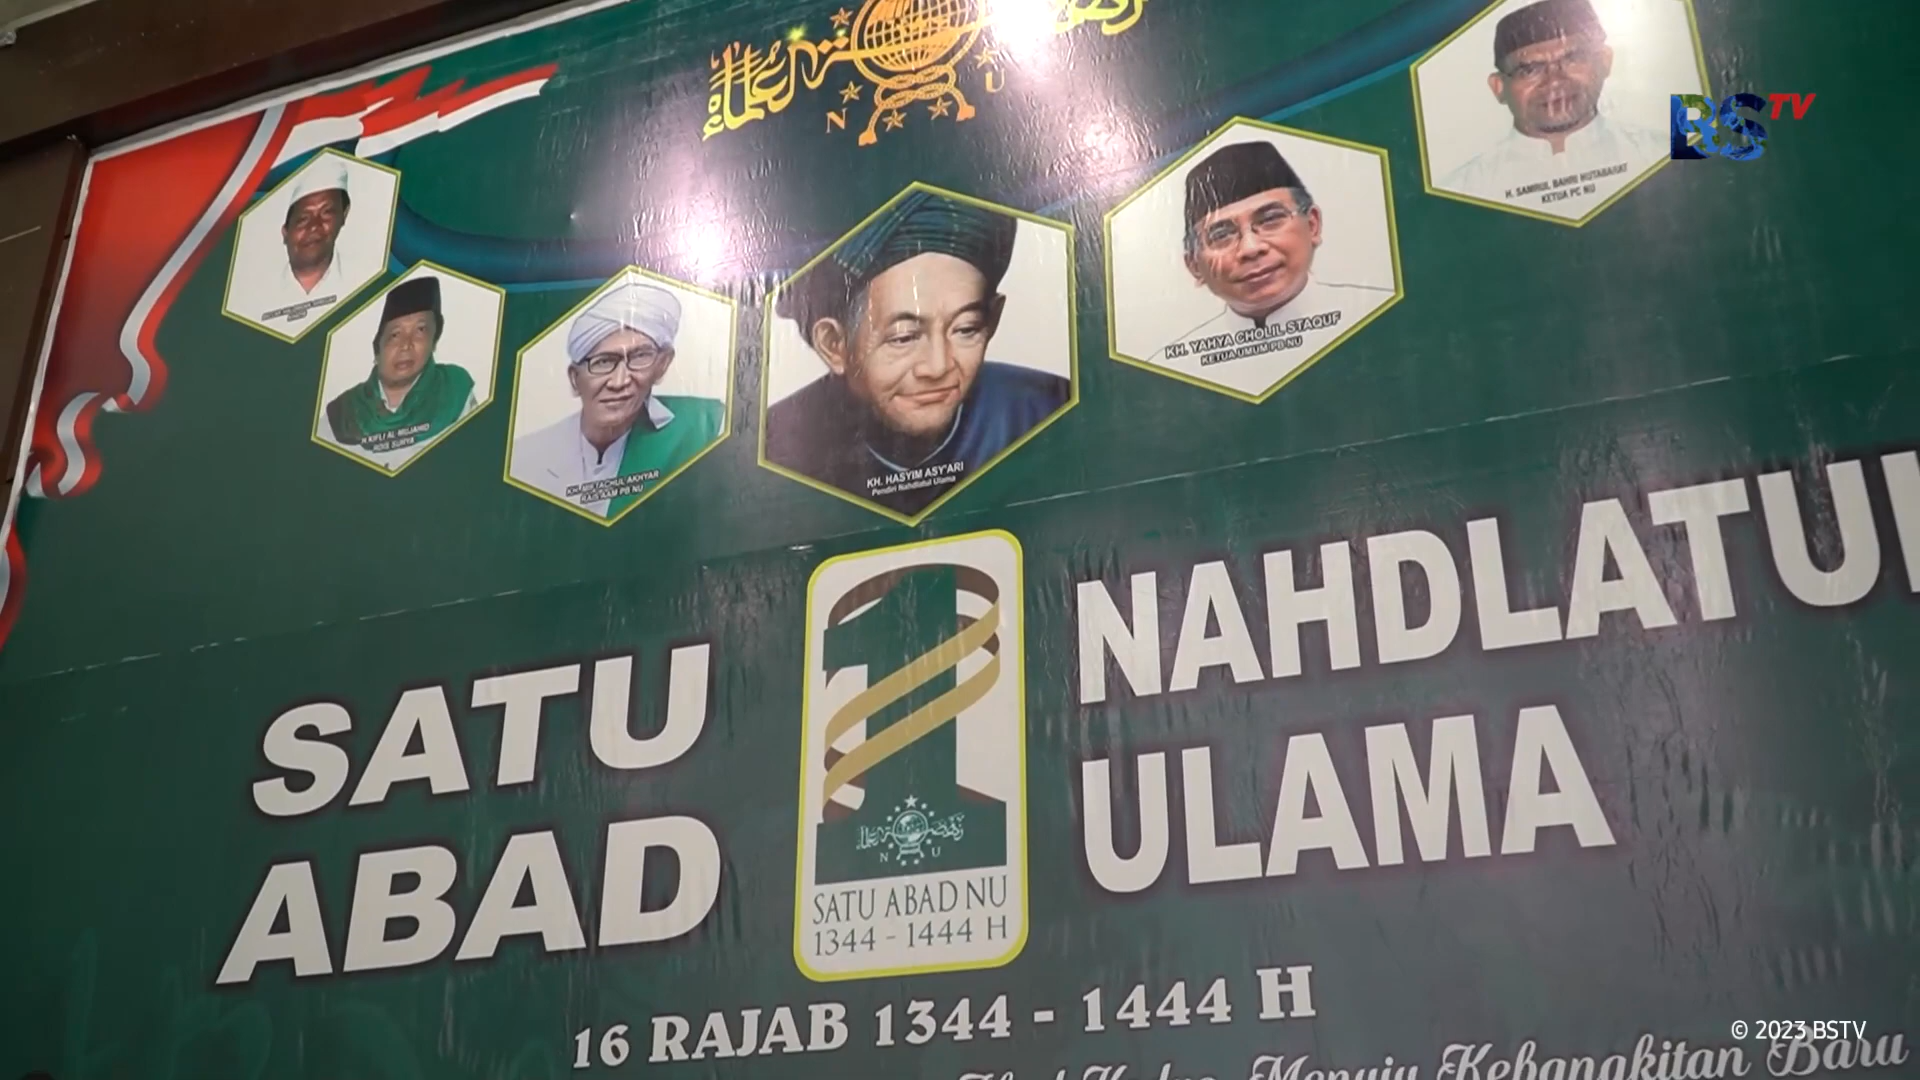 BSTV
N U
H. SAMRUL BAHRI HUTABARAT
KETUA PC NU
KH. YAHYA CHOLIL STAQUF
KETUA UMUM PB NU
KH. MIFTACHUL AKHYAR
RAIS AAM PB NU
KH. HASYIM ASY'ARI
Pendiri Nahdlatul Ulama
SATU
ABAD
NAHDLATUL
ULAMA
N U
SATU ABAD NU
1344 - 1444 H
16 RAJAB 1344 - 1444 H
Menuju Kebangkitan Baru
© 2023 BSTV